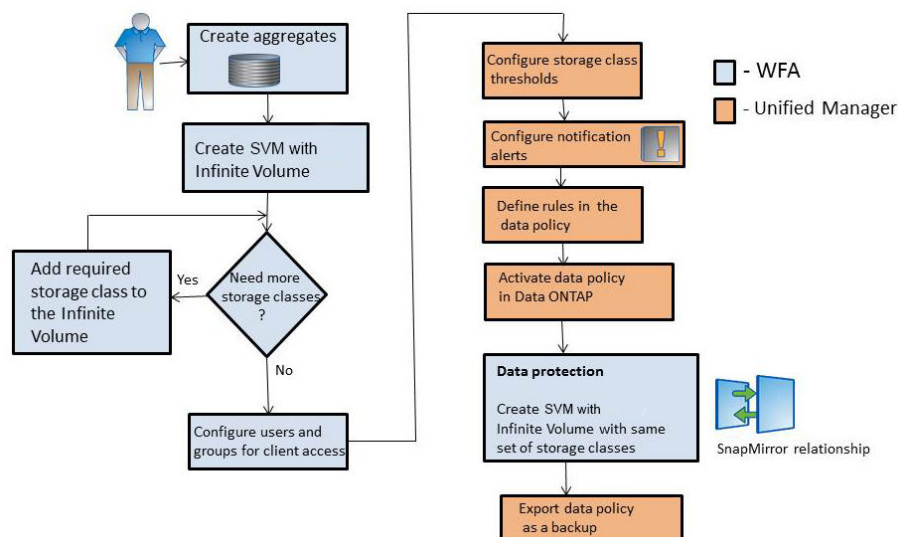 Create aggregates
Create SVM with
Infinite Volume
Need more
storage classes
?
Yes
Add required
storage class to
the Infinite
Volume
No
Configure users and
groups for client access
Configure storage class
thresholds
Configure notification
alerts
Define rules in the
data policy
Activate data policy
in Data ONTAP
Data protection
Create SVM with
Infinite Volume with same
set of storage classes
SnapMirror relationship
Export data policy
as a backup
- WFA
- Unified Manager